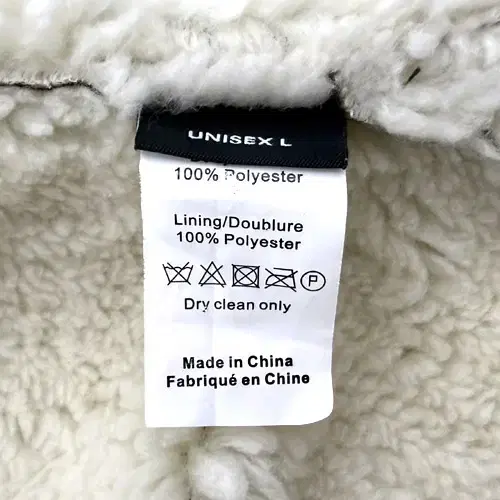 UNISEX L
100% Polyester
Lining/Doublure
100% Polyester
P
Dry clean only
Made in China
Fabriqué en Chine